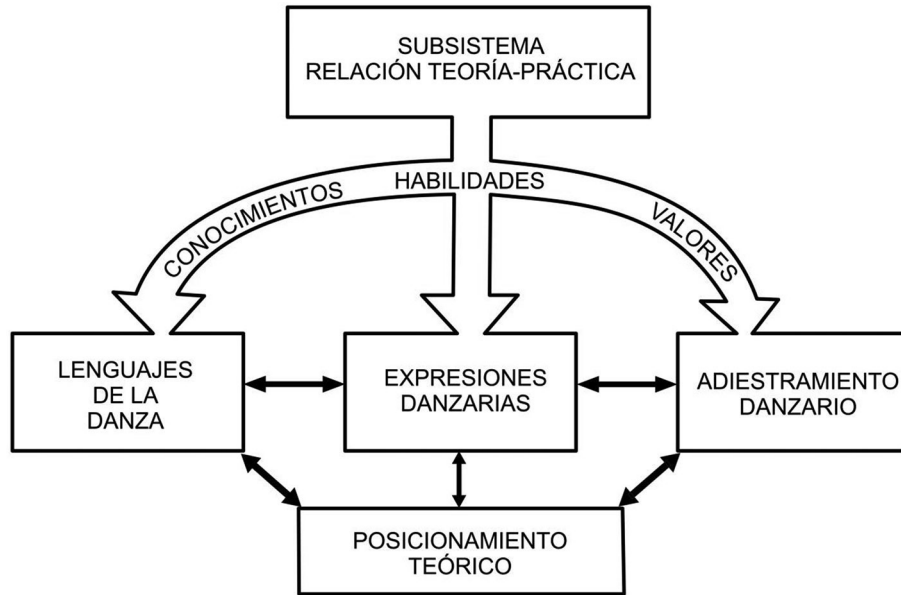 SUBSISTEMA
RELACIÓN TEORÍA-PRÁCTICA
CONOCIMIENTOS
HABILIDADES
VALORES
LENGUAJES
DE LA
DANZA
EXPRESIONES
DANZARIAS
ADIESTRAMIENTO
DANZARIO
POSICIONAMIENTO
TEÓRICO